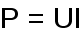 P = UI